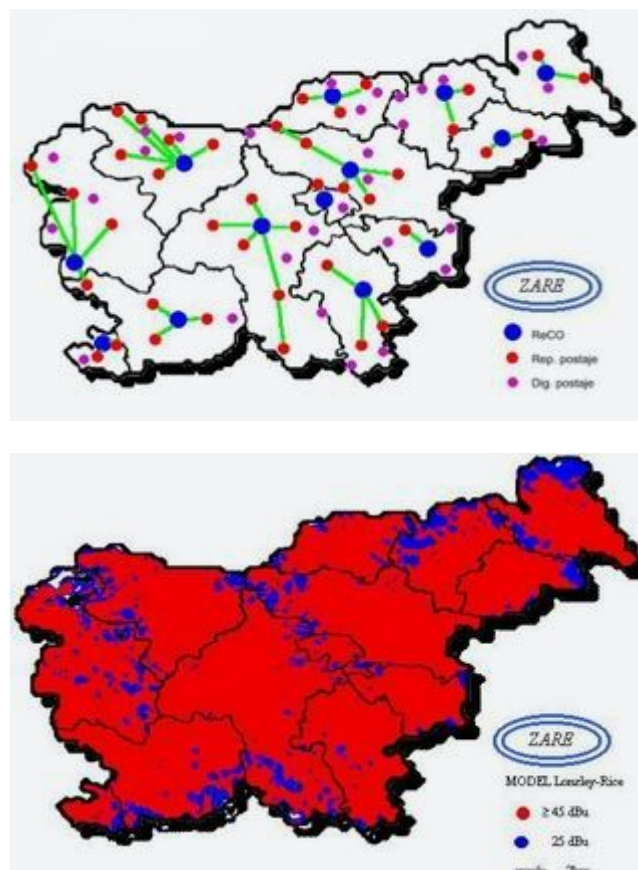 ZARE
ReCO
Rep. postaje
Dig. postaje
ZARE
MODEL Longley-Rice
≥ 45 dBu
25 dBu